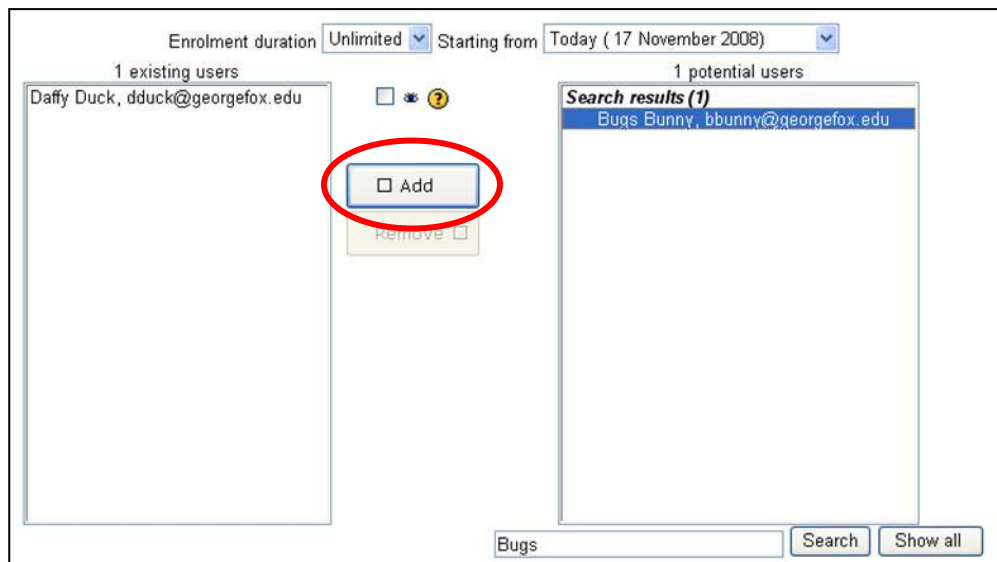 Enrolment duration Unlimited Starting from Today ( 17 November 2008)
1 existing users
1 potential users
Daffy Duck, dduck@georgefox.edu
?
Search results (1)
Bugs Bunny, bbunny@georgefox.edu
Add
Remove
Bugs
Search
Show all